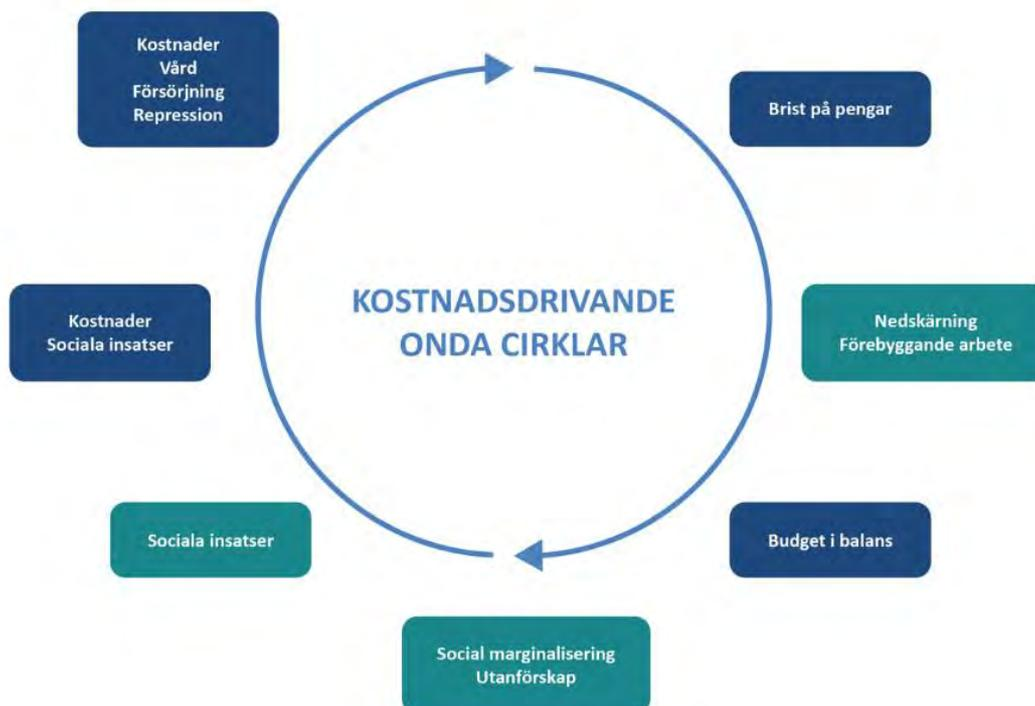 Kostnader
Vård
Försörjning
Repression
Brist på pengar
KOSTNADSDRIVANDE
ONDA CIRKLAR
Kostnader
Sociala insatser
Nedskärning
Förebyggande arbete
Sociala insatser
Budget i balans
Social marginalisering
Utanförskap